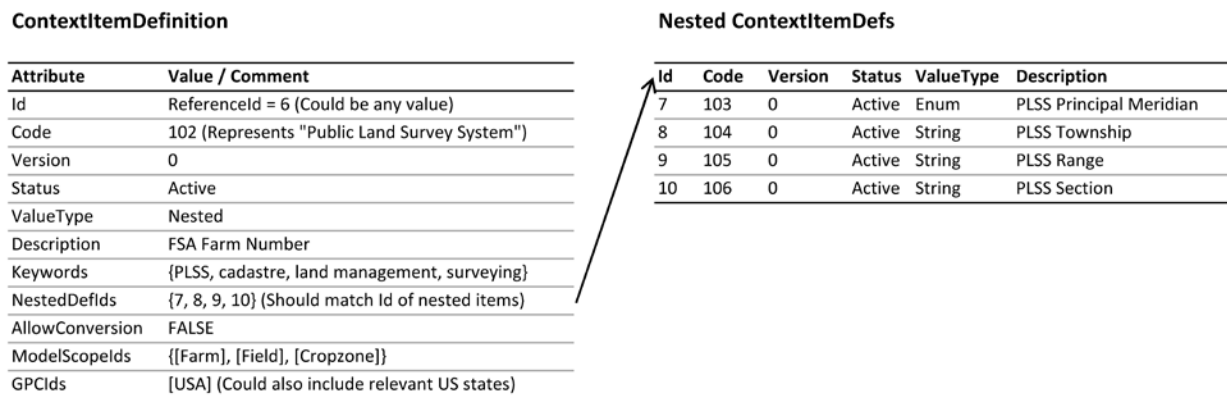 ContextItemDefinition
Attribute Value / Comment
Id ReferenceId = 6 (Could be any value)
Code 102 (Represents "Public Land Survey System")
Version 0
Status Active
ValueType Nested
Description FSA Farm Number
Keywords {PLSS, cadastre, land management, surveying}
NestedDefIds {7, 8, 9, 10} (Should match Id of nested items)
AllowConversion FALSE
ModelScopeIds {[Farm], [Field], [Cropzone]}
GPCIds [USA] (Could also include relevant US states)
Nested ContextItemDefs
Id Code Version Status ValueType Description
7 103 0 Active Enum PLSS Principal Meridian
8 104 0 Active String PLSS Township
9 105 0 Active String PLSS Range
10 106 0 Active String PLSS Section